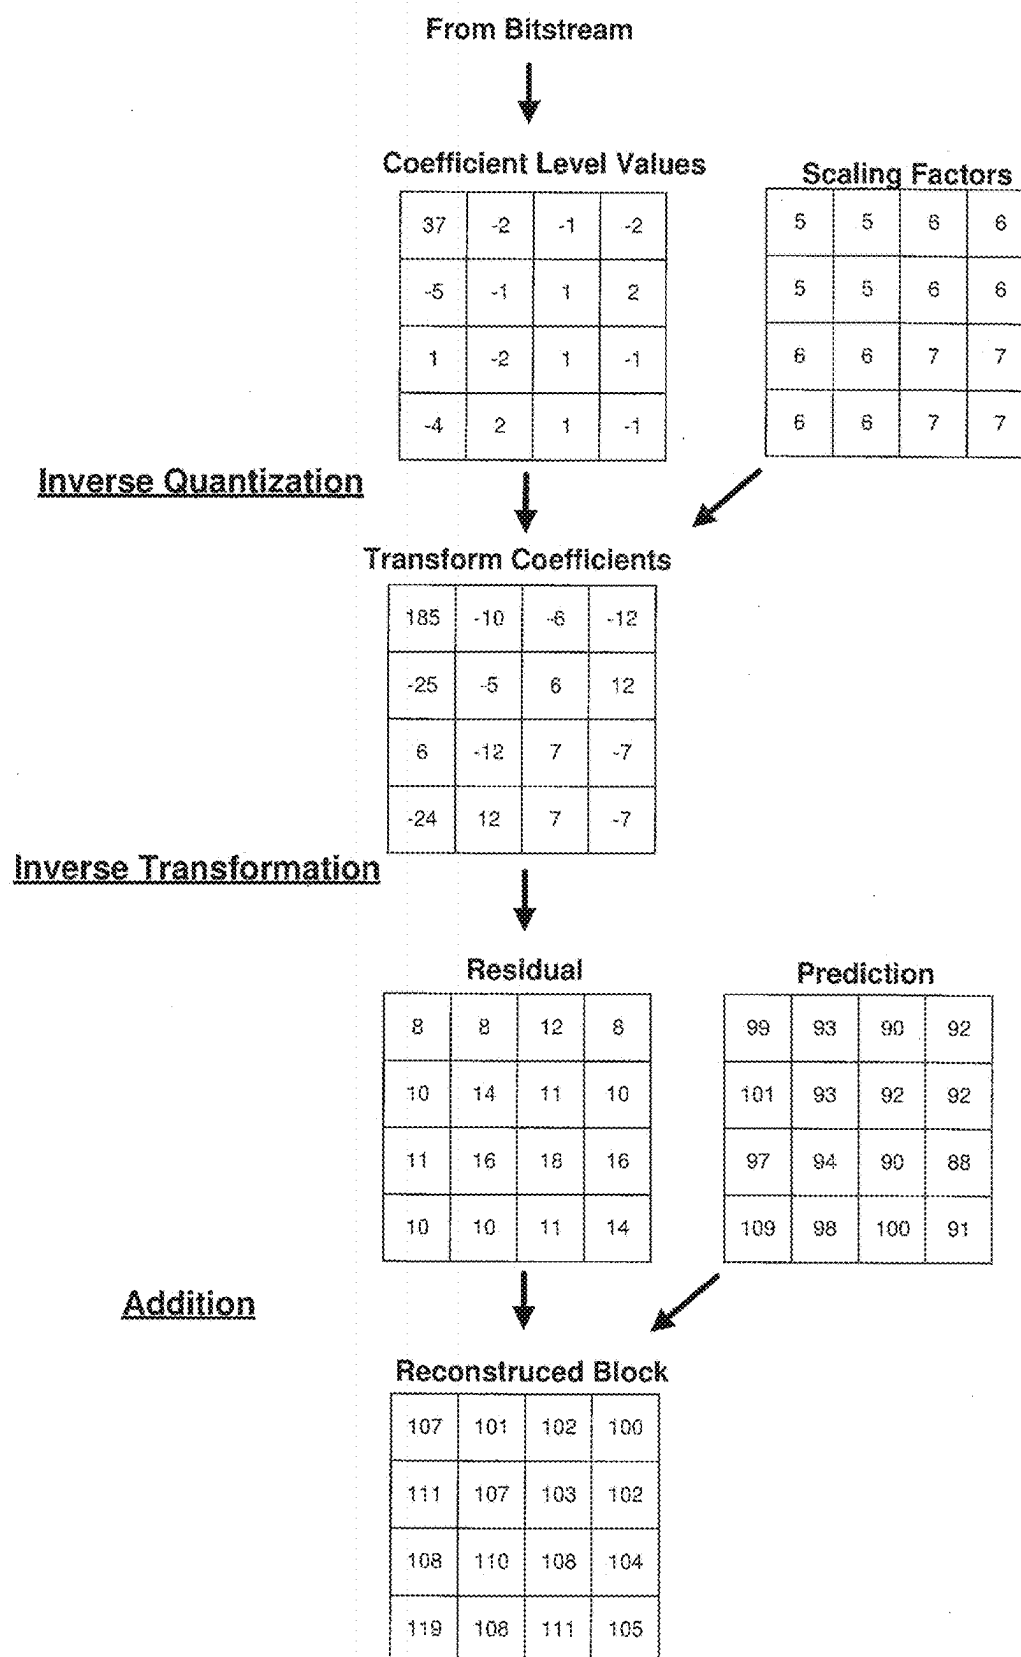 From Bitstream
Coefficient Level Values
37 -2 -1 -2
-5 -1 1 2
1 -2 1 -1
-4 2 1 -1
Scaling Factors
5 5 6 6
5 5 6 6
6 6 7 7
6 6 7 7
Inverse Quantization
Transform Coefficients
185 -10 -6 -12
-25 -5 6 12
6 -12 7 -7
-24 12 7 -7
Inverse Transformation
Residual
8 8 12 8
10 14 11 10
11 16 18 16
10 10 11 14
Prediction
99 93 90 92
101 93 92 92
97 94 90 88
109 98 100 91
Addition
Reconstruced Block
107 101 102 100
111 107 103 102
108 110 108 104
119 108 111 105